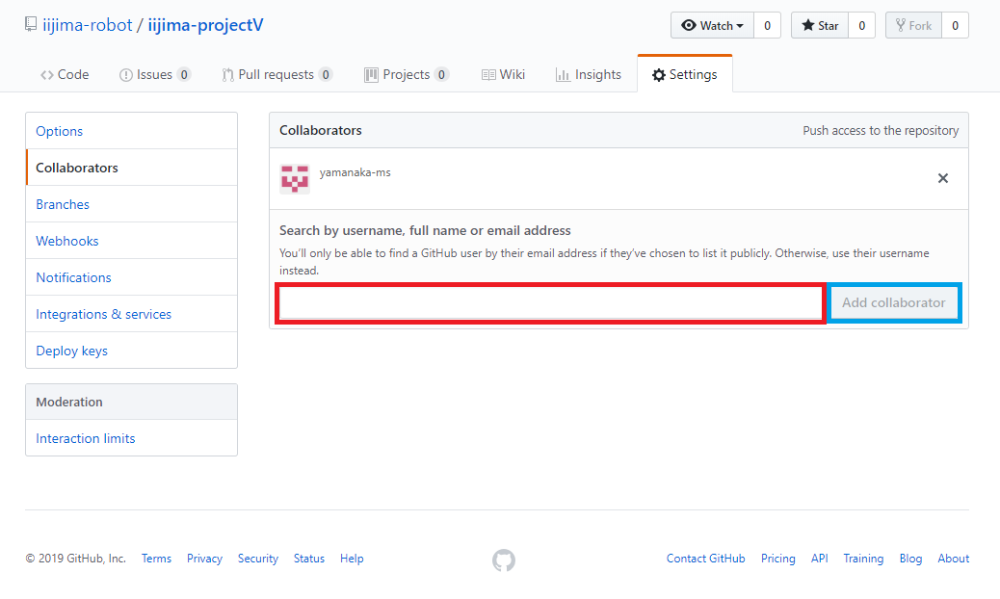 iijima-robot / iijima-projectV
Watch 0 Star 0 Fork 0
Code Issues 0 Pull requests 0 Projects 0 Wiki Insights Settings
Options
Collaborators
Branches
Webhooks
Notifications
Integrations & services
Deploy keys
Moderation
Interaction limits
Collaborators Push access to the repository
yamanaka-ms
Search by username, full name or email address
You'll only be able to find a GitHub user by their email address if they've chosen to list it publicly. Otherwise, use their username
instead.
Add collaborator
© 2019 GitHub, Inc. Terms Privacy Security Status Help
Contact GitHub Pricing API Training Blog About